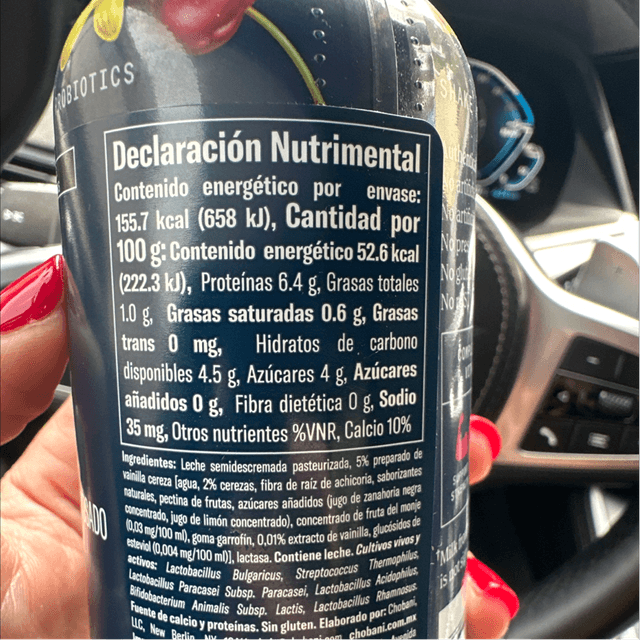 PROBIOTICS
SHAKE
Declaración Nutrimental
Contenido energético por envase:
155.7 kcal (658 kJ), Cantidad por
100 g: Contenido energético 52.6 kcal
(222.3 kJ), Proteínas 6.4 g, Grasas totales
1.0 g, Grasas saturadas 0.6 g, Grasas
trans 0 mg, Hidratos de carbono
disponibles 4.5 g, Azúcares 4 g, Azúcares
añadidos 0 g, Fibra dietética 0 g, Sodio
35 mg, Otros nutrientes %VNR, Calcio 10%
Ingredientes: Leche semidescremada pasteurizada, 5% preparado de
vainilla cereza [agua, 2% cerezas, fibra de raíz de achicoria, saborizantes
naturales, pectina de frutas, azúcares añadidos (jugo de zanahoria negra
concentrado, jugo de limón concentrado), concentrado de fruta del monje
(0,03 mg/100 ml), goma garrofín, 0,01% extracto de vainilla, glucósidos de
esteviol (0,004 mg/100 ml)], lactasa. Contiene leche. Cultivos vivos y
activos: Lactobacillus Bulgaricus, Streptococcus Thermophilus,
Lactobacillus Paracasei Subsp. Paracasei, Lactobacillus Acidophilus,
Bifidobacterium Animalis Subsp. Lactis, Lactobacillus Rhamnosus.
Fuente de calcio y proteínas. Sin gluten. Elaborado por: Chobani,
LLC, New Berlin, NY
chobani.com.mx